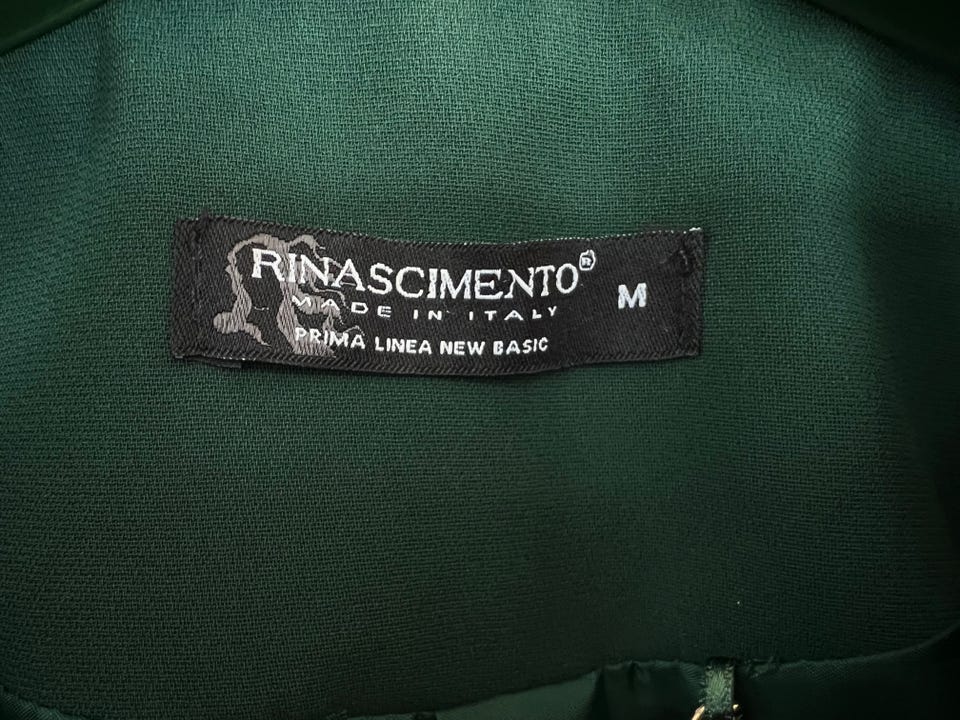 RINASCIMENTO® M
MADE IN ITALY
PRIMA LINEA NEW BASIC